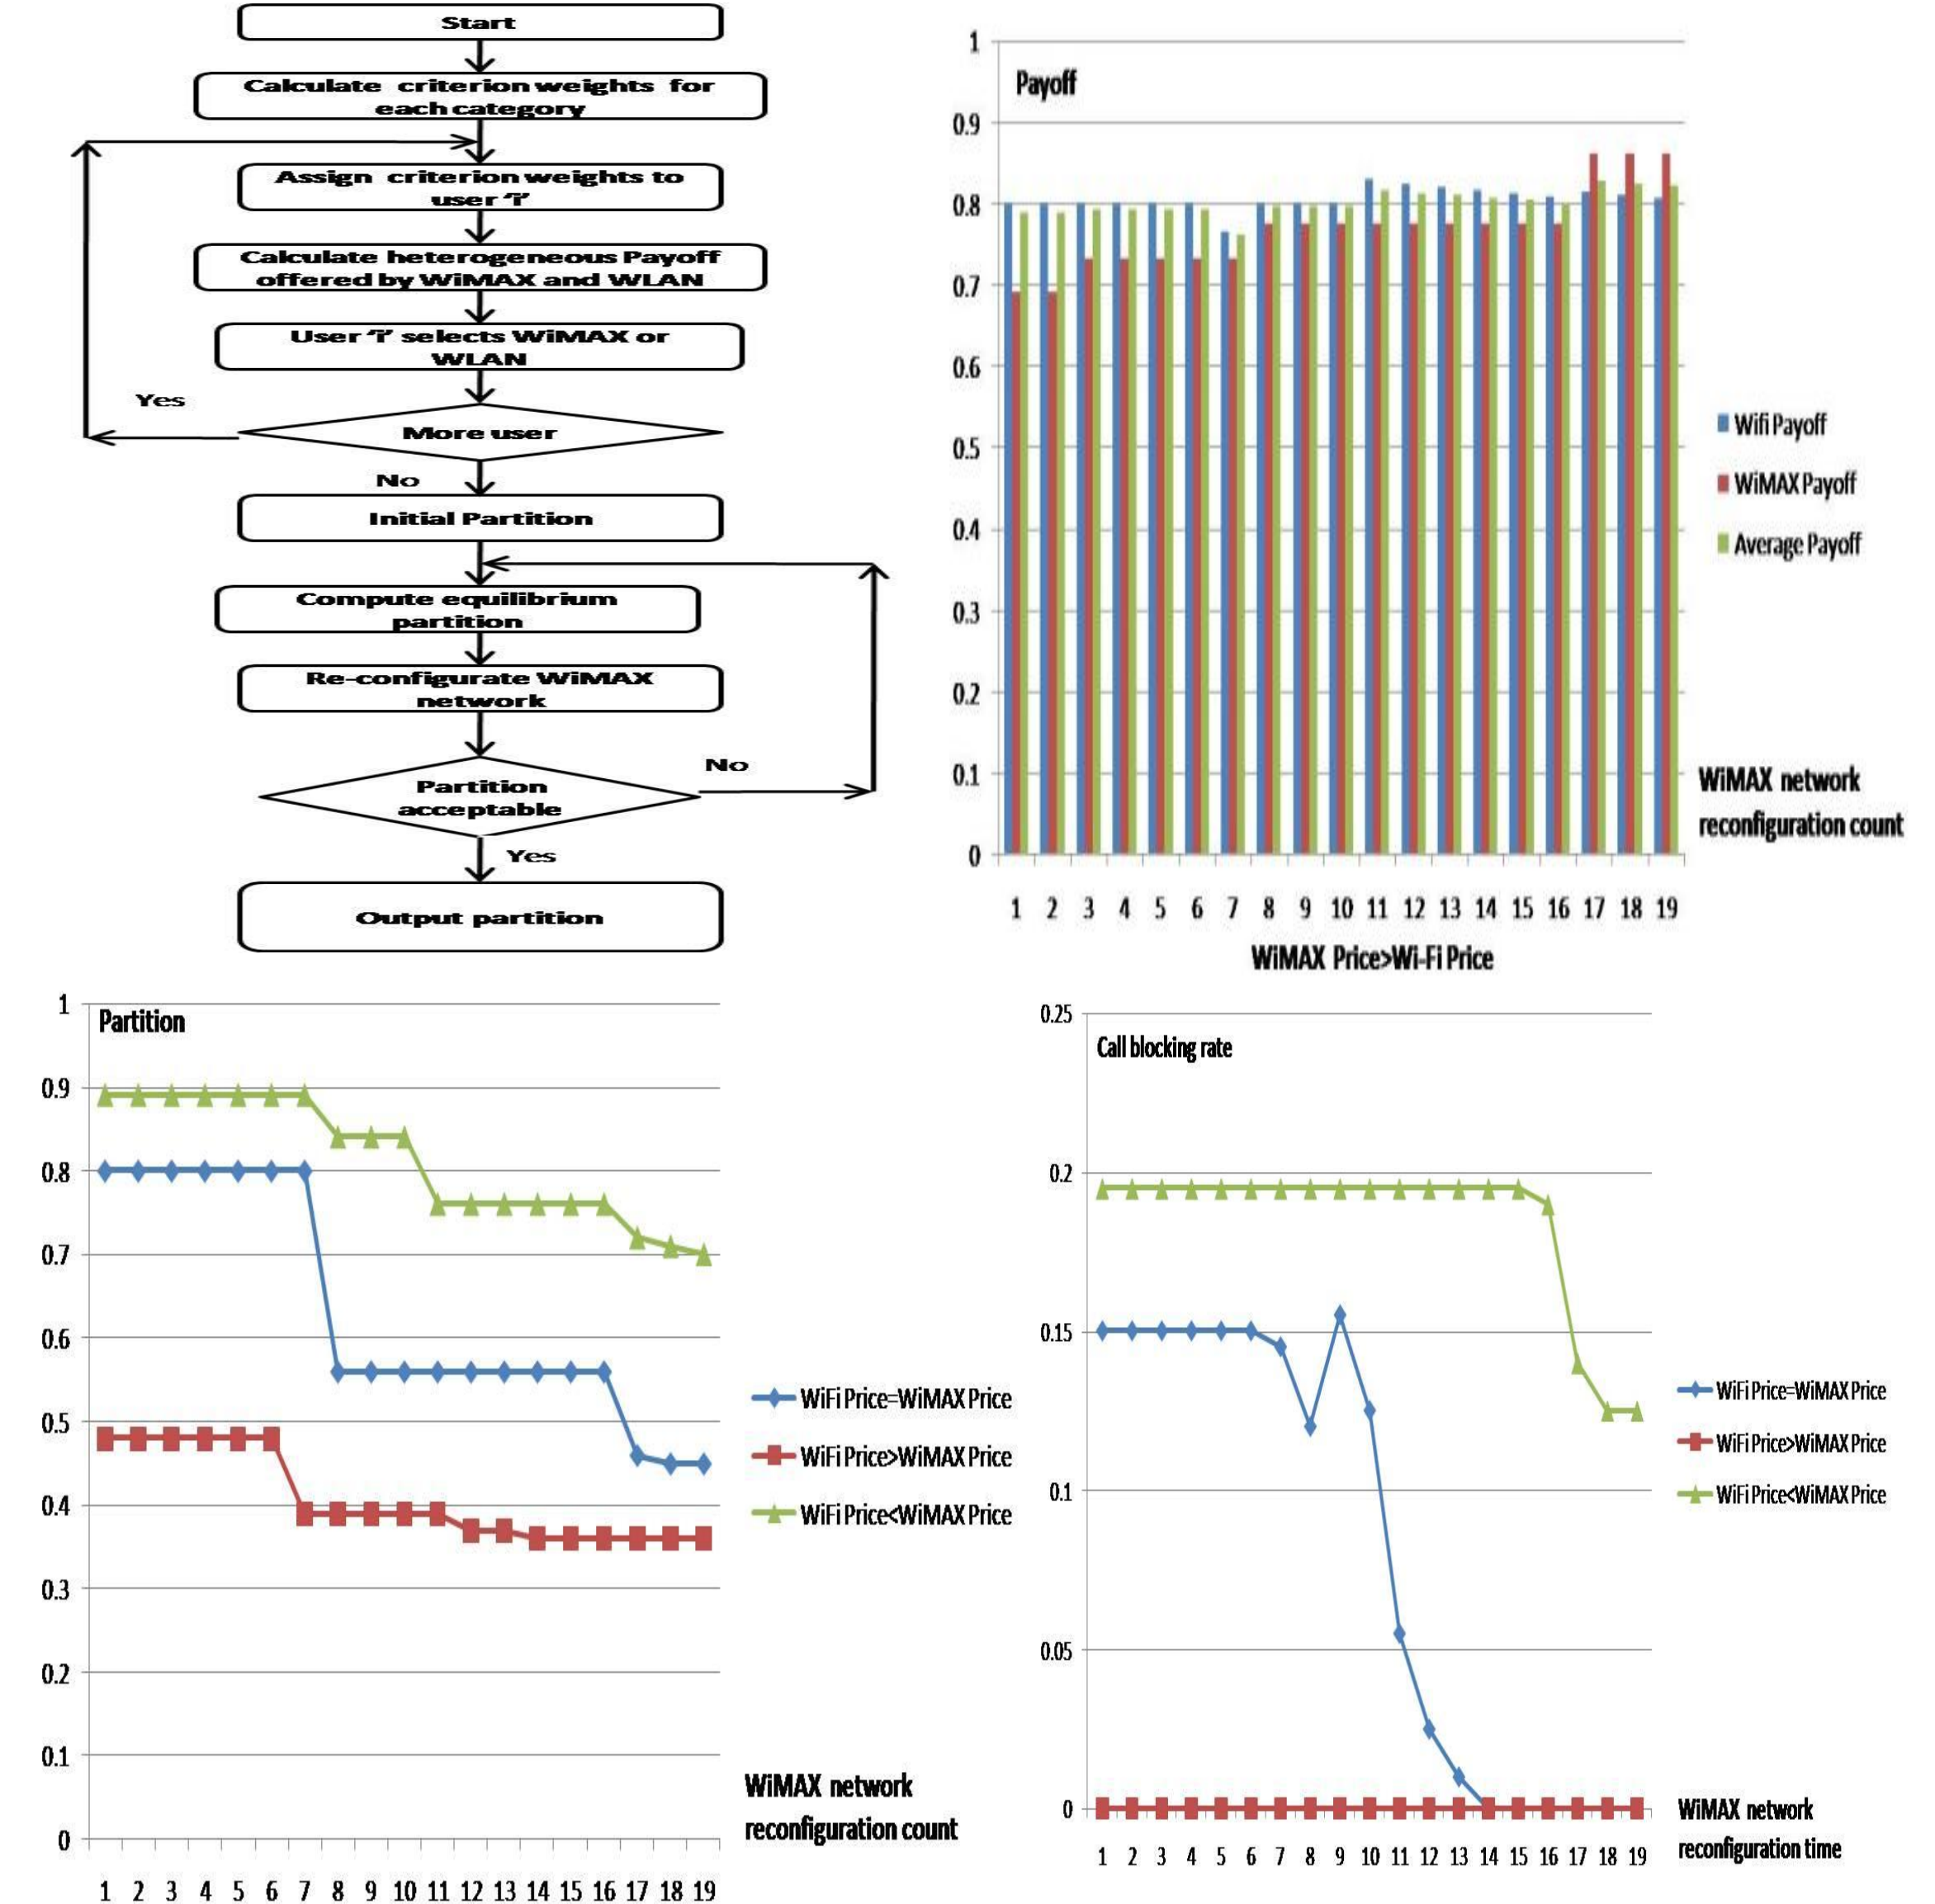 Start
Calculate criterion weights for
each category
Assign criterion weights to
user 'i'
Calculate heterogeneous Payoff
offered by WiMAX and WLAN
User 'i' selects WiMAX or
WLAN
Yes
More user
No
Initial Partition
Compute equilibrium
partition
Re-configurate WiMAX
network
No
Partition
acceptable
Yes
Output partition
1
Payoff
0.9
0.8
0.7
0.6
0.5
0.4
0.3
0.2
0.1
0
Wifi Payoff
WiMAX Payoff
Average Payoff
WiMAX network
reconfiguration count
1 2 3 4 5 6 7 8 9 10 11 12 13 14 15 16 17 18 19
WiMAX Price>Wi-Fi Price
1
Partition
0.9
0.8
0.7
0.6
0.5
0.4
0.3
0.2
0.1
0
WiFi Price=WiMAX Price
WiFi Price>WiMAX Price
WiFi Price<WiMAX Price
WiMAX network
reconfiguration count
1 2 3 4 5 6 7 8 9 10 11 12 13 14 15 16 17 18 19
0.25
Call blocking rate
0.2
0.15
0.1
0.05
0
WiFi Price=WiMAX Price
WiFi Price>WiMAX Price
WiFi Price<WiMAX Price
WiMAX network
reconfiguration time
1 2 3 4 5 6 7 8 9 10 11 12 13 14 15 16 17 18 19